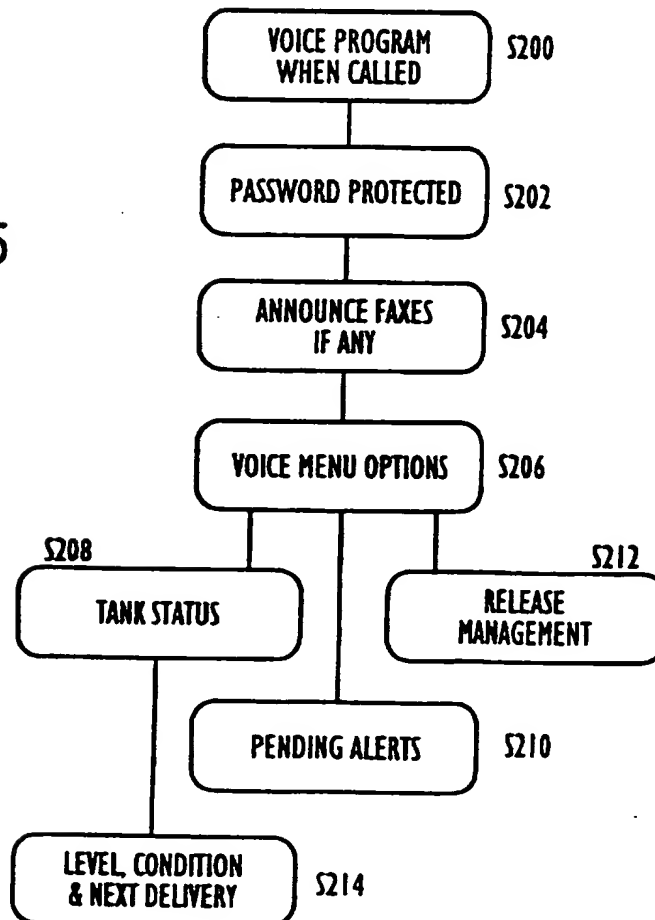 VOICE PROGRAM
WHEN CALLED
S200
PASSWORD PROTECTED
S202
5
ANNOUNCE FAXES
IF ANY
S204
VOICE MENU OPTIONS
S206
S208
TANK STATUS
S212
RELEASE
MANAGEMENT
PENDING ALERTS
S210
LEVEL, CONDITION
& NEXT DELIVERY
S214